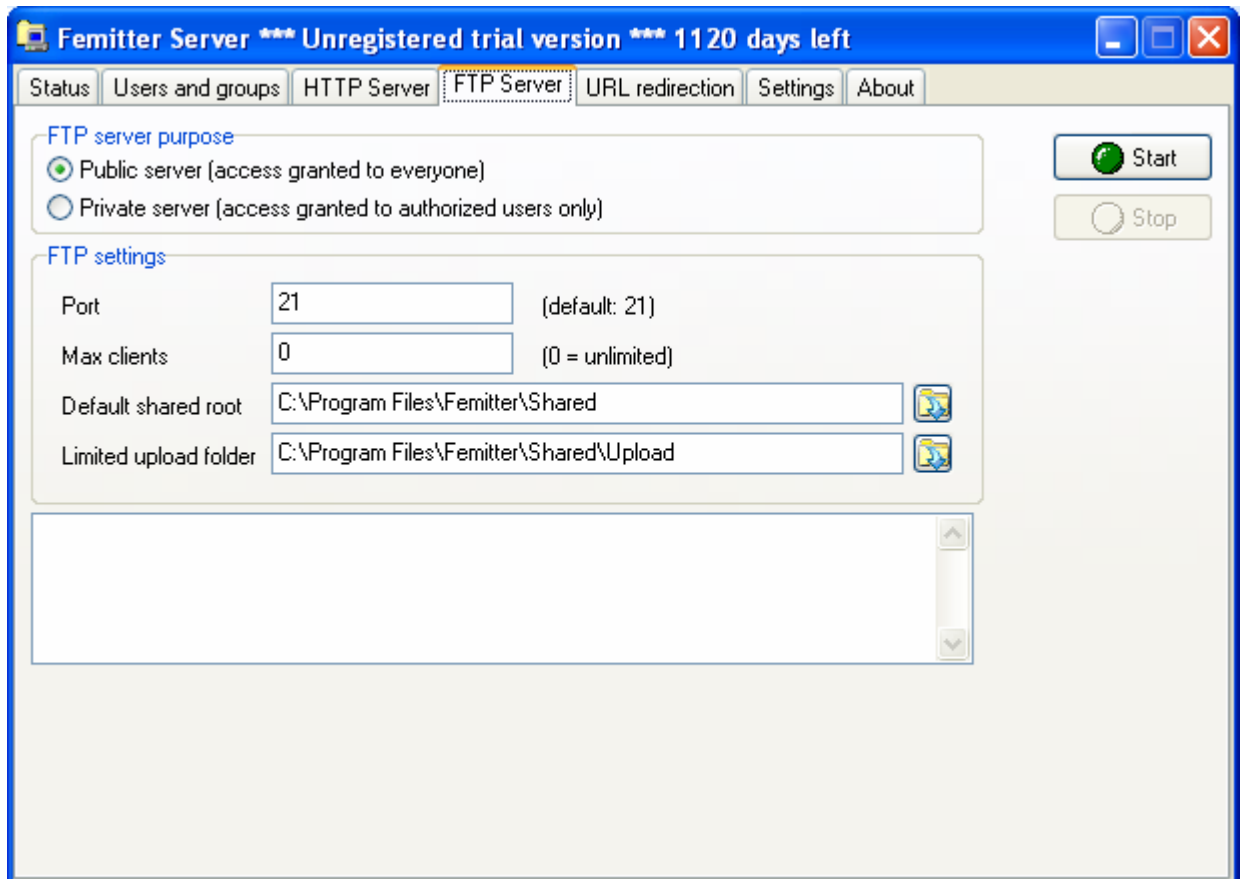 Femitter Server *** Unregistered trial version *** 1120 days left
Status Users and groups HTTP Server FTP Server URL redirection Settings About
FTP server purpose
Public server (access granted to everyone)
Private server (access granted to authorized users only)
Start
Stop
FTP settings
Port 21 (default: 21)
Max clients 0 (0 = unlimited)
Default shared root C:\Program Files\Femitter\Shared
Limited upload folder C:\Program Files\Femitter\Shared\Upload